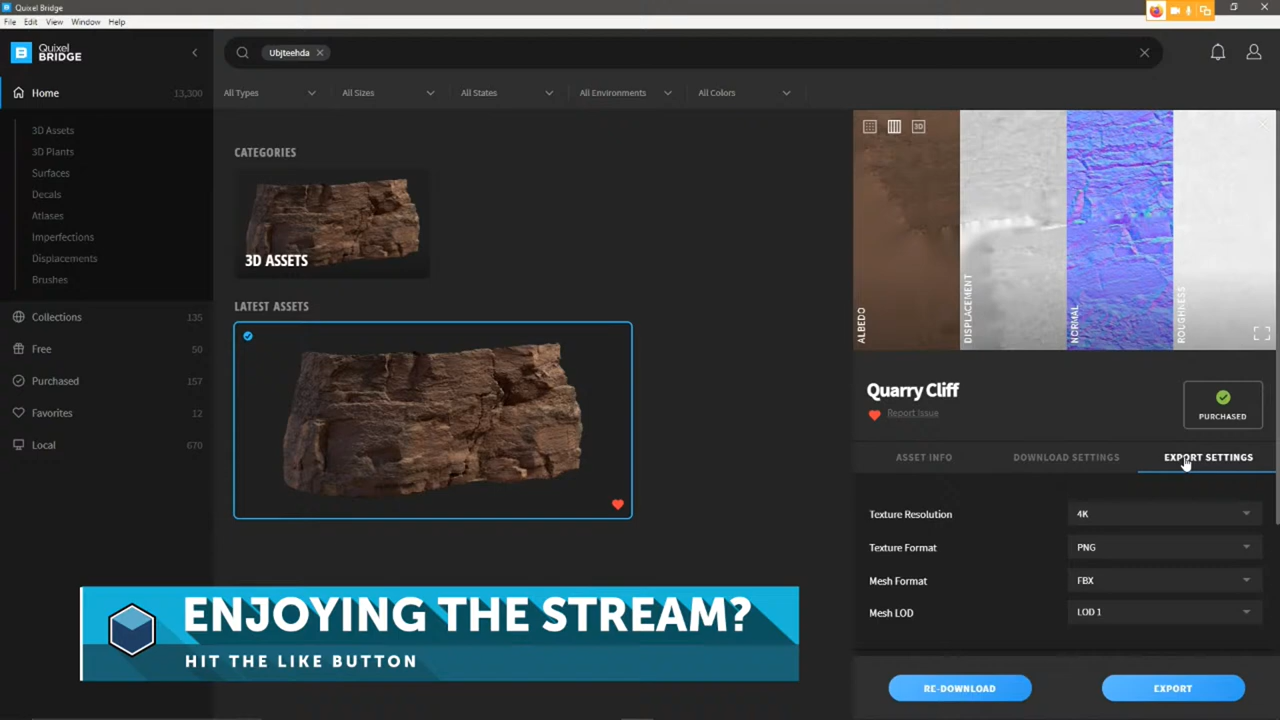 Quixel Bridge
File Edit View Window Help
Quixel
BRIDGE
Ubjteehda
Home 13,300
All Types All Sizes All States All Environments All Colors
3D Assets
3D Plants
Surfaces
Decals
Atlases
Imperfections
Displacements
Brushes
Collections 135
Free 50
Purchased 157
Favorites 12
Local 670
CATEGORIES
3D ASSETS
LATEST ASSETS
3D
ALBEDO
DISPLACEMENT
NORMAL
ROUGHNESS
Quarry Cliff
Report Issue
PURCHASED
ASSET INFO DOWNLOAD SETTINGS EXPORT SETTINGS
Texture Resolution 4K
Texture Format PNG
Mesh Format FBX
Mesh LOD LOD 1
RE-DOWNLOAD EXPORT
ENJOYING THE STREAM?
HIT THE LIKE BUTTON